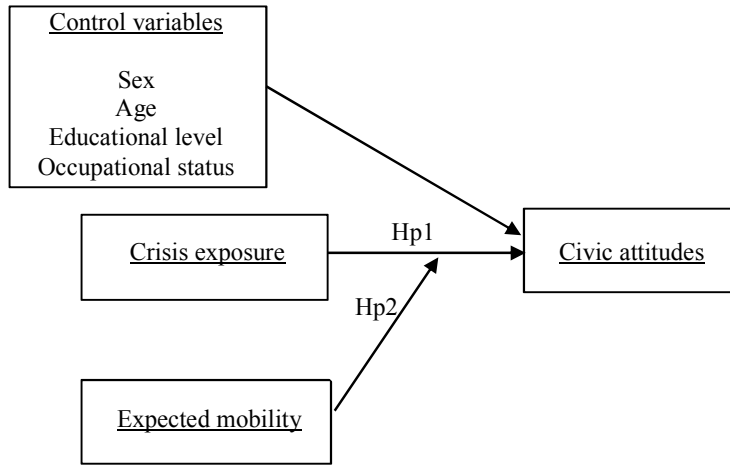 Control variables
Sex
Age
Educational level
Occupational status
Crisis exposure
Hp1
Civic attitudes
Hp2
Expected mobility